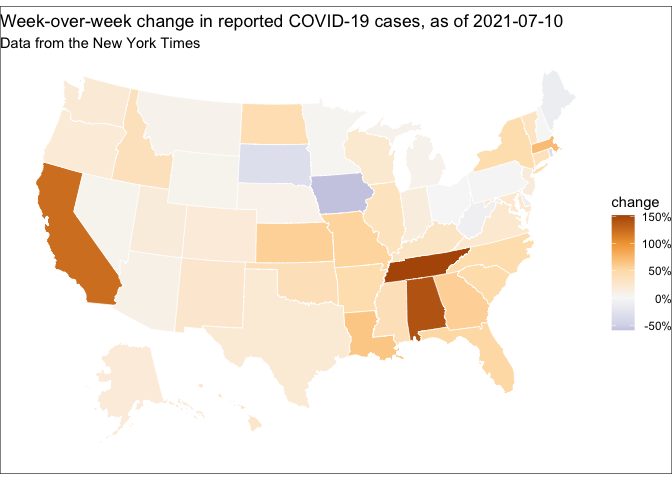 Week-over-week change in reported COVID-19 cases, as of 2021-07-10
Data from the New York Times
change
150%
100%
50%
0%
-50%